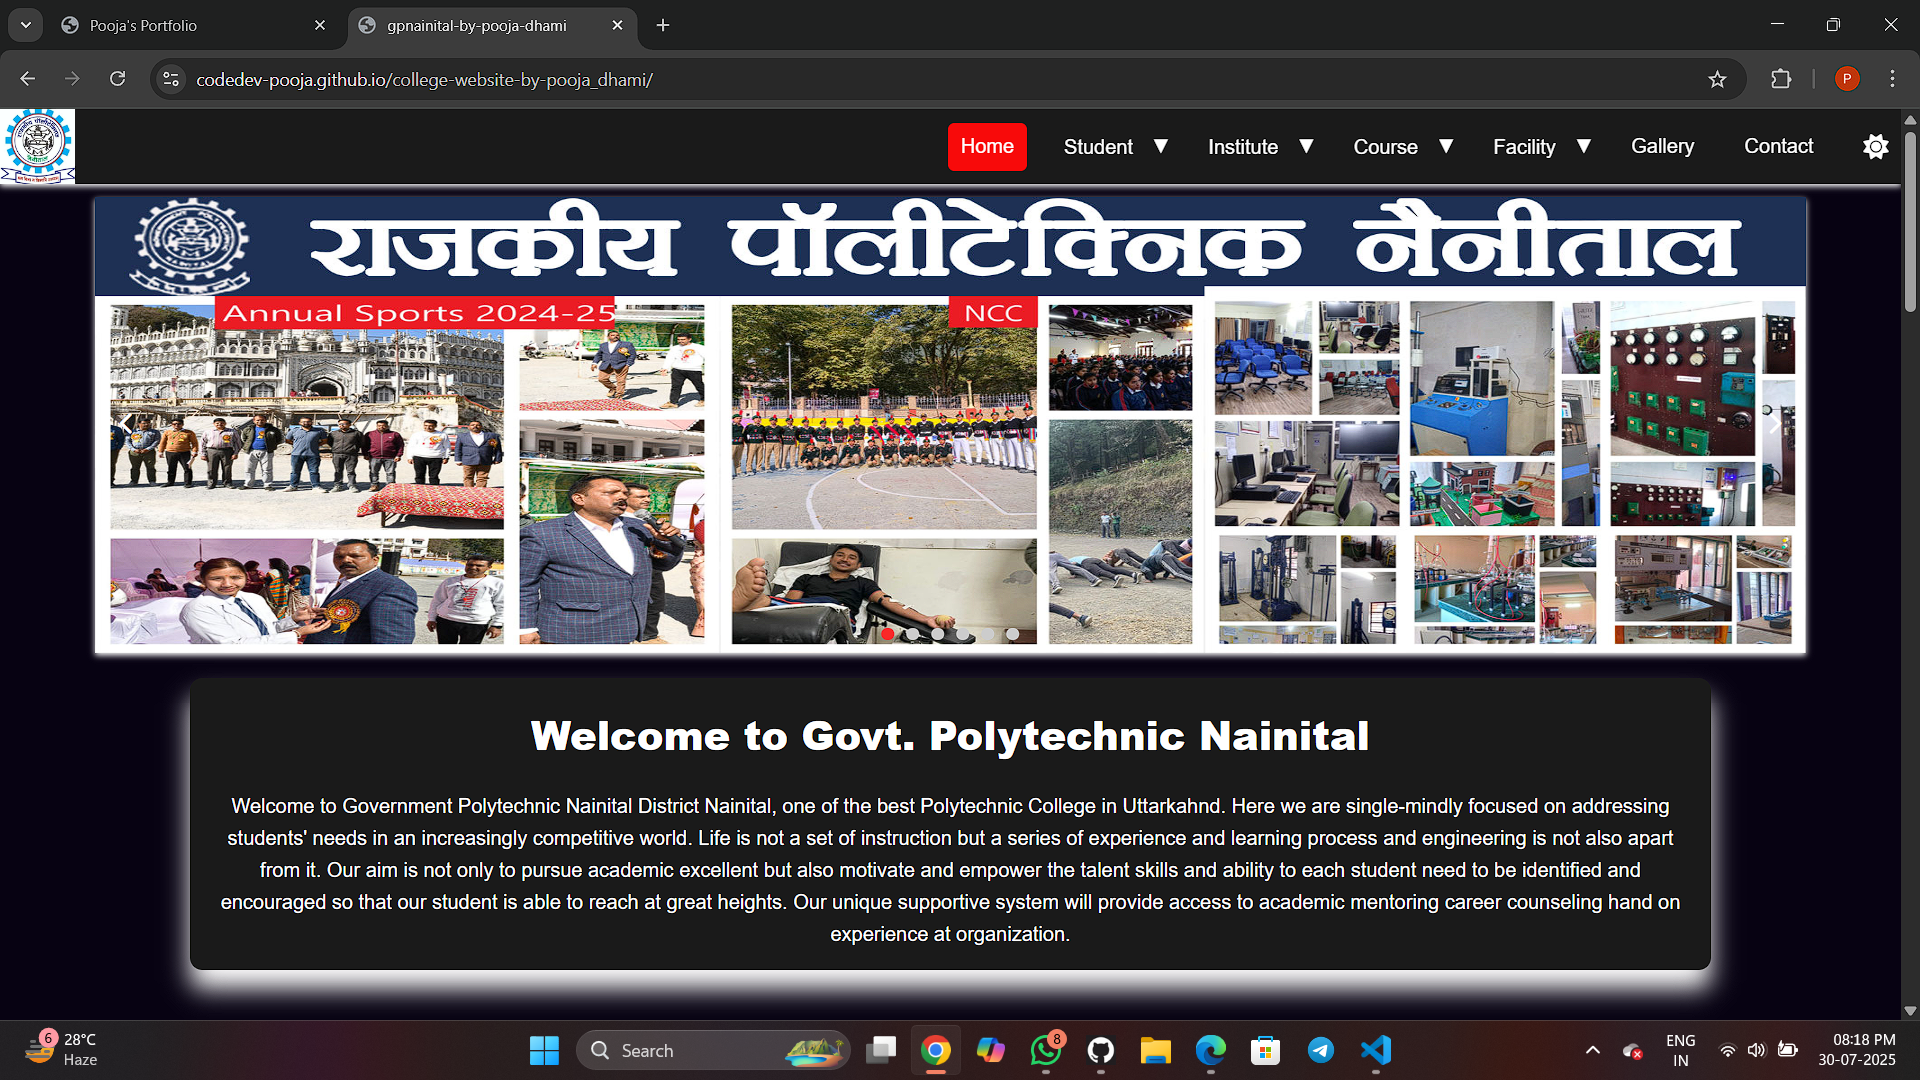 Pooja's Portfolio
gpnainital-by-pooja-dhami
codedev-pooja.github.io/college-website-by-pooja_dhami/
P
Home
Student ▼
Institute ▼
Course ▼
Facility ▼
Gallery
Contact
राजकीय पॉलीटेक्निक नैनीताल
Annual Sports 2024-25
NCC
Welcome to Govt. Polytechnic Nainital
Welcome to Government Polytechnic Nainital District Nainital, one of the best Polytechnic College in Uttarkahnd. Here we are single-mindly focused on addressing
students' needs in an increasingly competitive world. Life is not a set of instruction but a series of experience and learning process and engineering is not also apart
from it. Our aim is not only to pursue academic excellent but also motivate and empower the talent skills and ability to each student need to be identified and
encouraged so that our student is able to reach at great heights. Our unique supportive system will provide access to academic mentoring career counseling hand on
experience at organization.
6
28°C
Haze
Search
8
ENG
IN
08:18 PM
30-07-2025